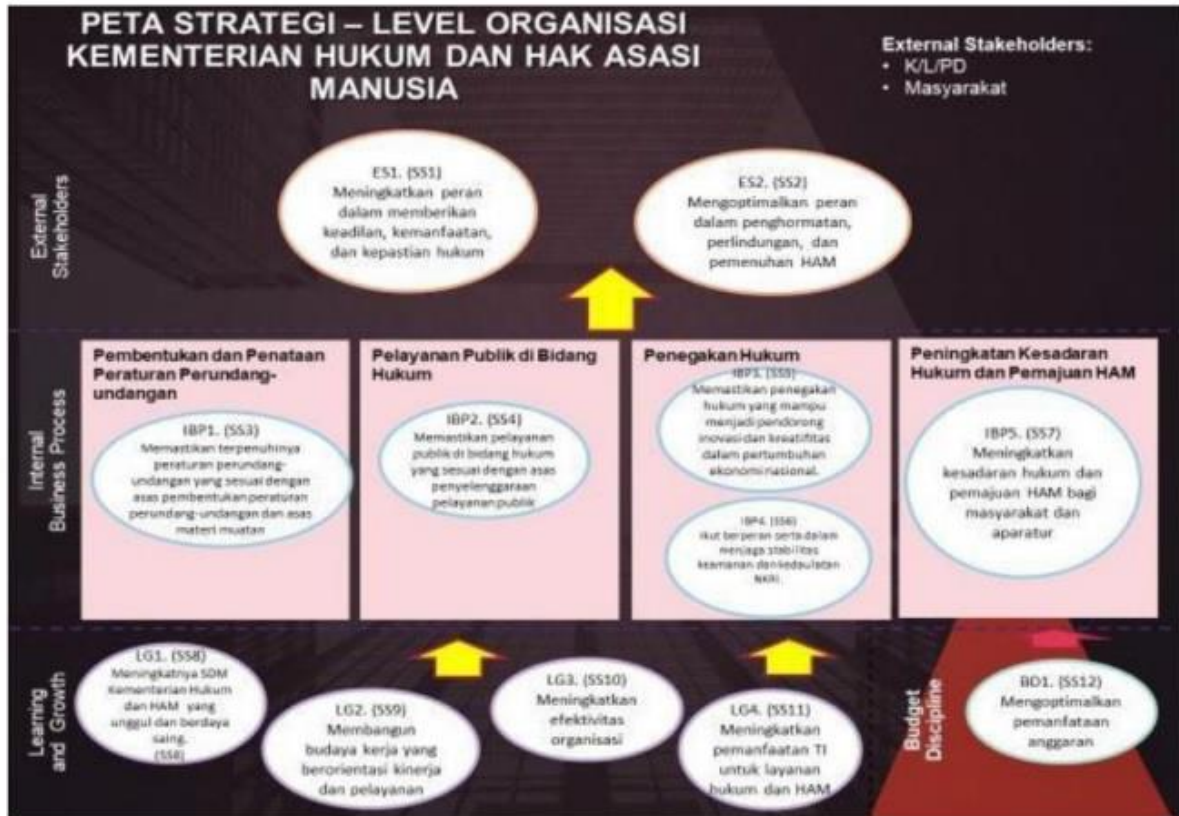 PETA STRATEGI – LEVEL ORGANISASI
KEMENTERIAN HUKUM DAN HAK ASASI
MANUSIA
External Stakeholders:
• K/L/PD
• Masyarakat
External
Stakeholders
ES1. (SS1)
Meningkatkan peran
dalam memberikan
keadilan, kemanfaatan,
dan kepastian hukum
ES2. (SS2)
Mengoptimalkan peran
dalam penghormatan,
perlindungan, dan
pemenuhan HAM
Internal
Business Process
Pembentukan dan Penataan
Peraturan Perundang-
undangan
IBP1. (SS3)
Memastikan terpenuhinya
peraturan perundang-
undangan yang sesuai dengan
asas pembentukan peraturan
perundang-undangan dan asas
materi muatan
Pelayanan Publik di Bidang
Hukum
IBP2. (SS4)
Memastikan pelayanan
publik di bidang hukum
yang sesuai dengan asas
penyelenggaraan
pelayanan publik
Penegakan Hukum
IBP3. (SS5)
Memastikan penegakan
hukum yang mampu
menjadi pendorong
inovasi dan kreatifitas
dalam pertumbuhan
ekonomi nasional.
IBP4. (SS6)
Ikut berperan serta dalam
menjaga stabilitas
keamanan dan kedaulatan
NKRI.
Peningkatan Kesadaran
Hukum dan Pemajuan HAM
IBP5. (SS7)
Meningkatkan
kesadaran hukum dan
pemajuan HAM bagi
masyarakat dan
aparatur
Learning
and Growth
LG1. (SS8)
Meningkatnya SDM
Kementerian Hukum
dan HAM yang
unggul dan berdaya
saing.
(SS8)
LG2. (SS9)
Membangun
budaya kerja yang
berorientasi kinerja
dan pelayanan
LG3. (SS10)
Meningkatkan
efektivitas
organisasi
LG4. (SS11)
Meningkatkan
pemanfaatan TI
untuk layanan
hukum dan HAM
Budget
Discipline
BD1. (SS12)
Mengoptimalkan
pemanfataan
anggaran